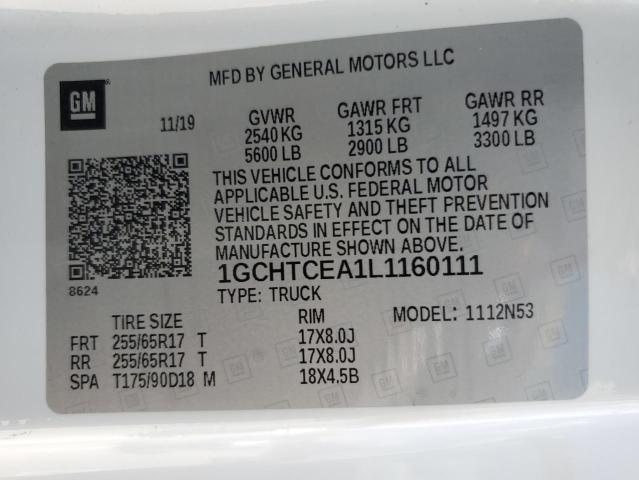 MFD BY GENERAL MOTORS LLC
GM
11/19
GVWR
2540 KG
5600 LB
GAWR FRT
1315 KG
2900 LB
GAWR RR
1497 KG
3300 LB
THIS VEHICLE CONFORMS TO ALL
APPLICABLE U.S. FEDERAL MOTOR
VEHICLE SAFETY AND THEFT PREVENTION
STANDARDS IN EFFECT ON THE DATE OF
MANUFACTURE SHOWN ABOVE.
8624
1GCHTCEA1L1160111
TYPE: TRUCK
TIRE SIZE RIM MODEL: 1112N53
FRT 255/65R17 T 17X8.0J
RR 255/65R17 T 17X8.0J
SPA T175/90D18 M 18X4.5B